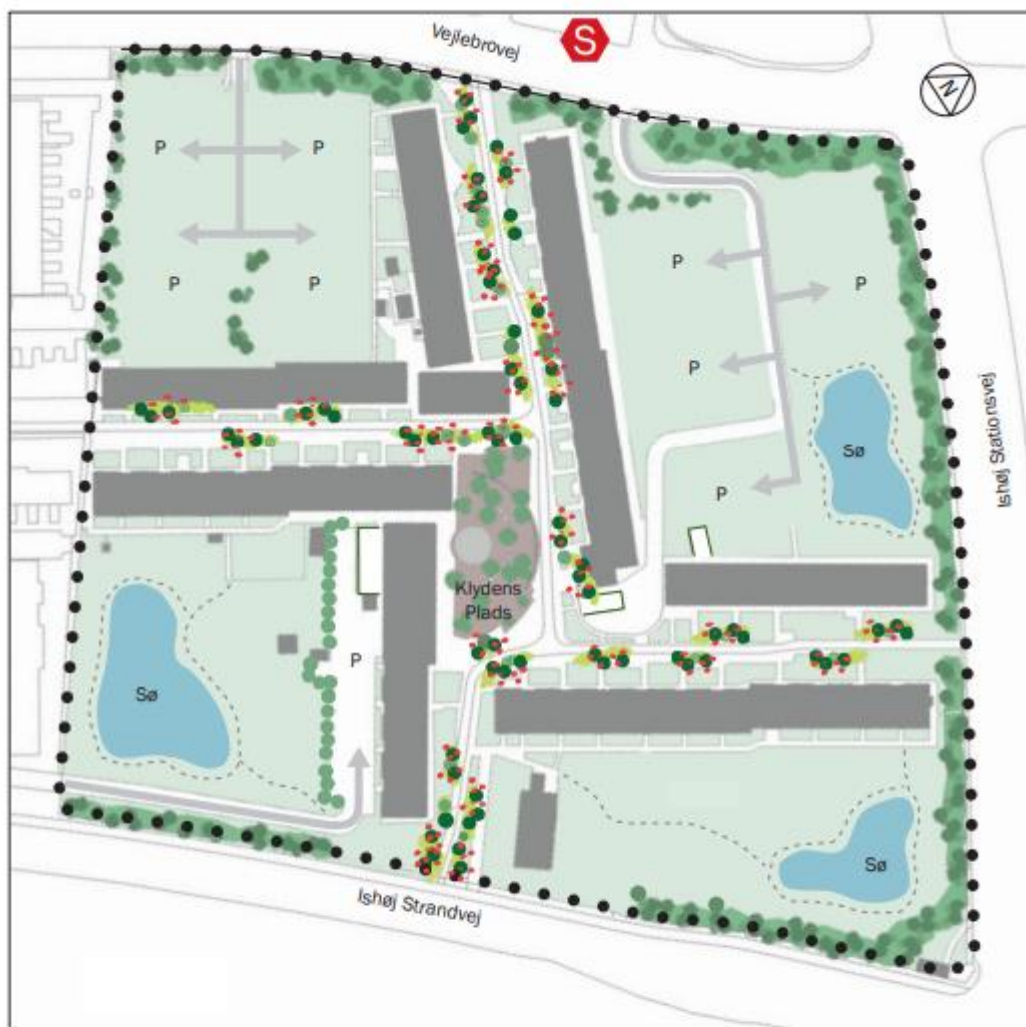 Vejlebrovej
S
N
P
P
P
P
P
P
P
P
Sø
Ishøj Stationsvej
Klydens
Plads
P
Sø
Sø
Ishøj Strandvej